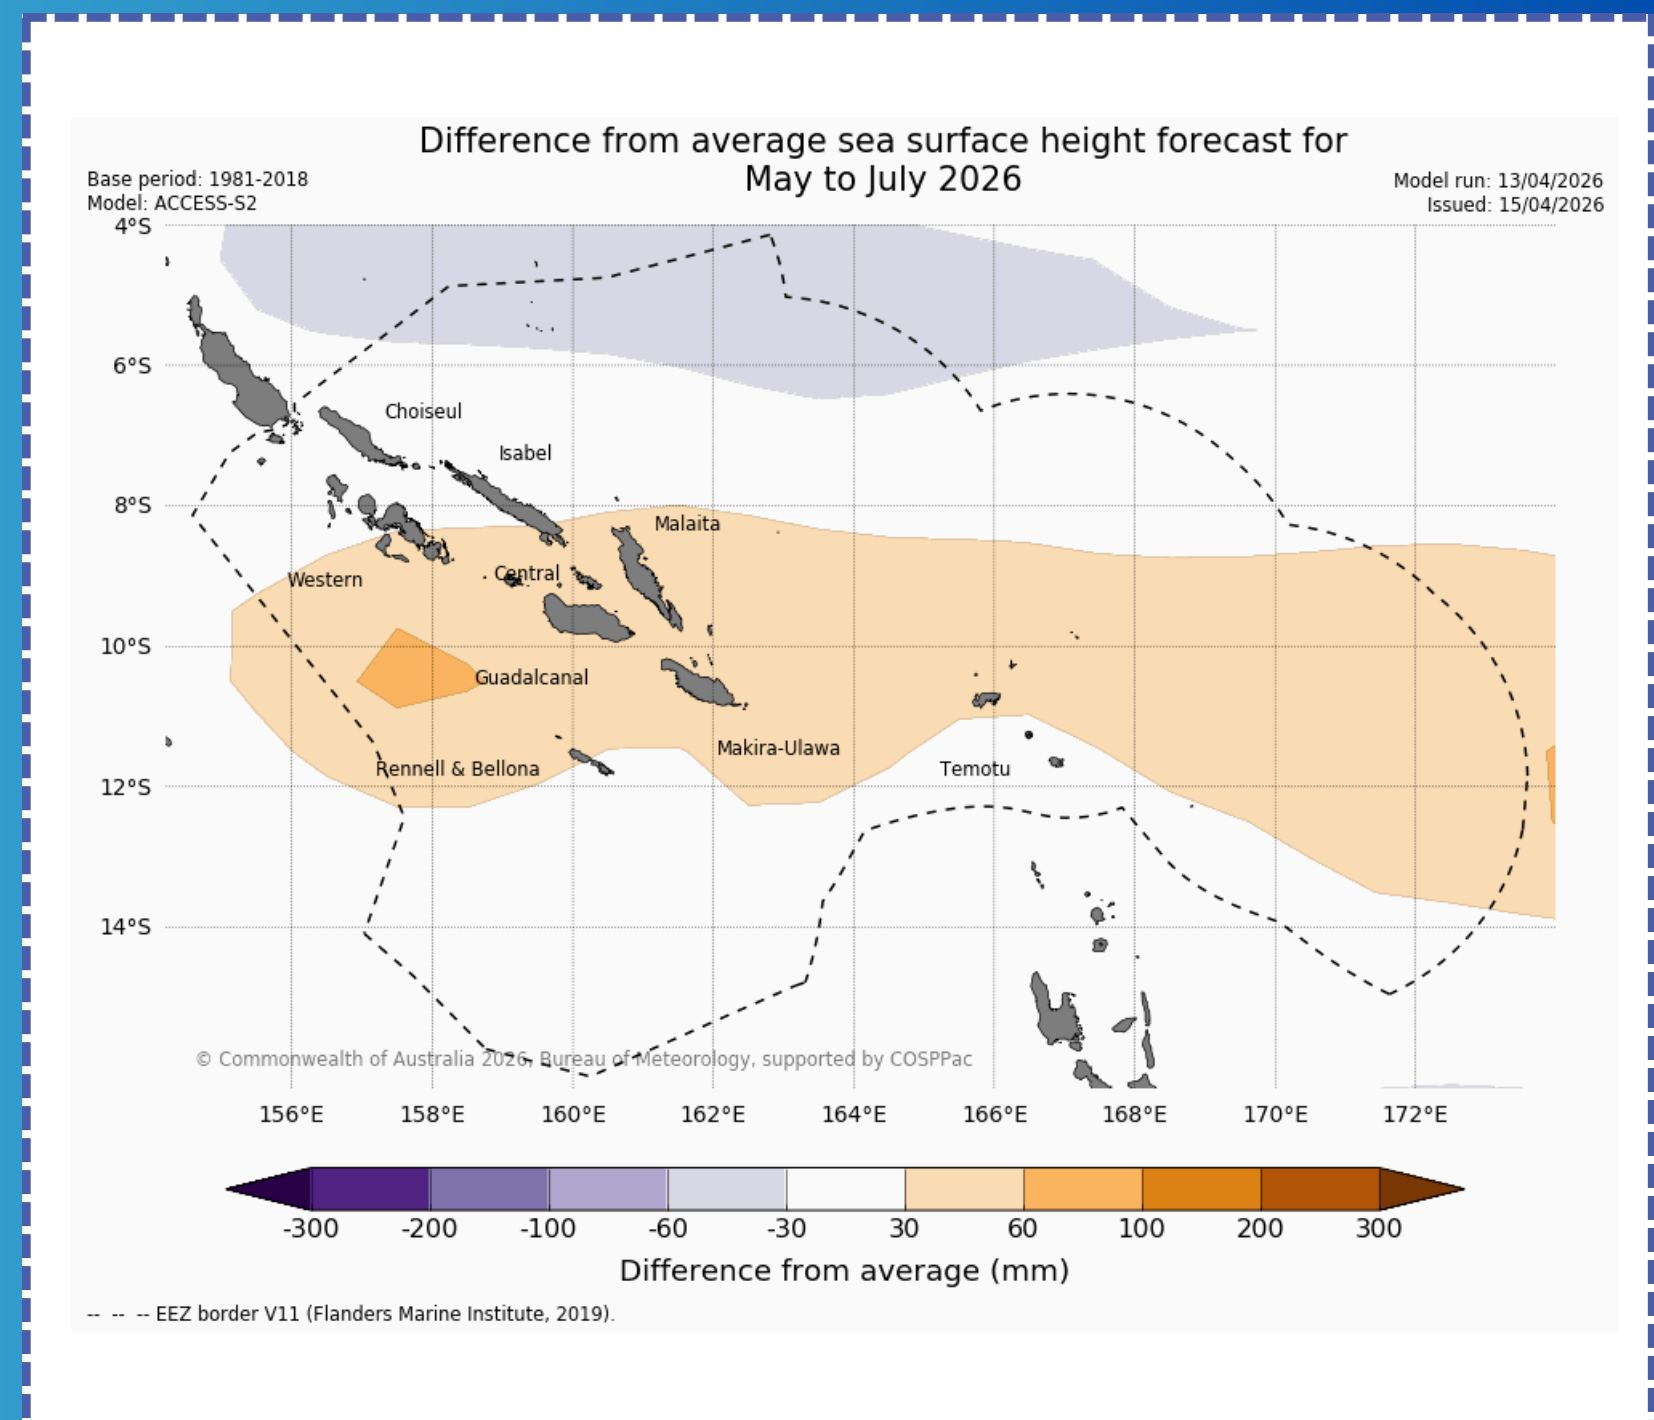 Difference from average sea surface height forecast for
May to July 2026
Base period: 1981-2018
Model: ACCESS-S2
Model run: 13/04/2026
Issued: 15/04/2026
4°S
6°S
8°S
10°S
12°S
14°S
Choiseul
Isabel
Malaita
Western
Central
Guadalcanal
Makira-Ulawa
Rennell & Bellona
Temotu
© Commonwealth of Australia 2026, Bureau of Meteorology, supported by COSPPac
156°E 158°E 160°E 162°E 164°E 166°E 168°E 170°E 172°E
-300 -200 -100 -60 -30 30 60 100 200 300
Difference from average (mm)
-- -- -- EEZ border V11 (Flanders Marine Institute, 2019).